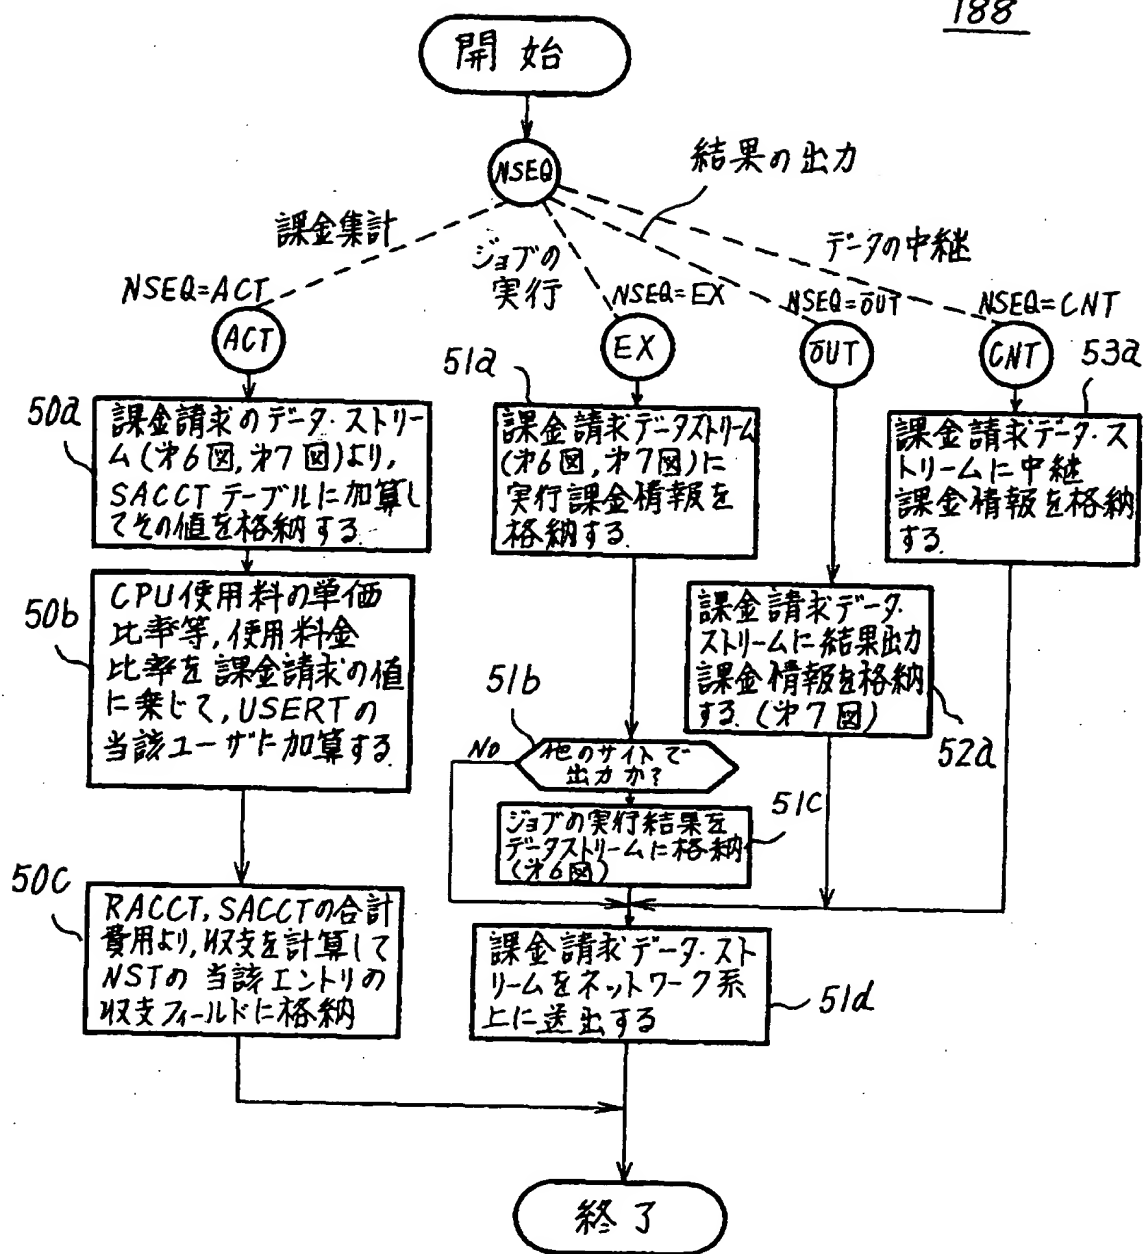 188
開始
NSEQ
結果の出力
課金集計
ジョブの
実行
データの中継
NSEQ=ACT
NSEQ=EX
NSEQ=OUT
NSEQ=CNT
ACT
EX
OUT
CNT
50a
課金請求のデータ・ストリー
ム(才6図,才7図)より,
SACCTテーブルに加算し
てその値を格納する.
51a
課金請求データストリーム
(才6図,才7図)に
実行課金情報を
格納する.
53a
課金請求データ・ス
トリームに中継
課金情報を格納
する.
50b
CPU使用料の単価
比率等,使用料金
比率を課金請求の値
に乗じて,USERTの
当該ユーザに加算する.
課金請求データ・
ストリームに結果出力
課金情報を格納
する.(才7図)
52a
51b
NO
他のサイトで
出力か?
51c
ジョブの実行結果を
データストリームに格納
(才6図)
50c
RACCT,SACCTの合計
費用より,収支を計算して
NSTの当該エントリの
収支フィールドに格納
課金請求データ・スト
リームをネットワーク系
上に送出する
51d
終了